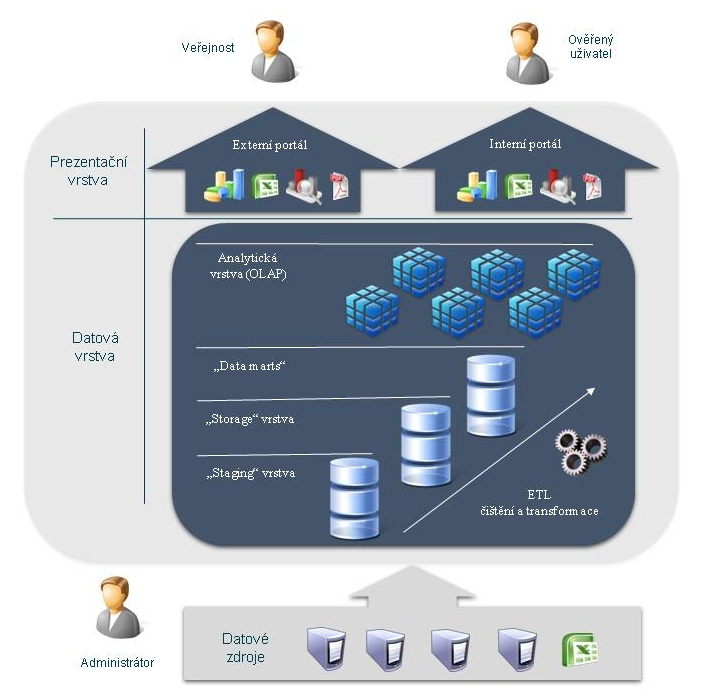 Veřejnost
Ověřený
uživatel
Prezentační
vrstva
Externí portál
Interní portál
Datová
vrstva
Analytická
vrstva (OLAP)
„Data marts“
„Storage“ vrstva
„Staging“ vrstva
ETL
čištění a transformace
Administrátor
Datové
zdroje